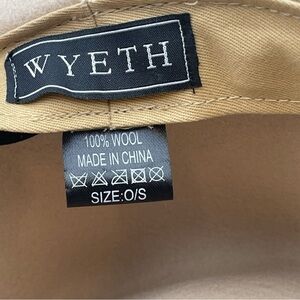 WYETH
100% WOOL
MADE IN CHINA
SIZE:O/S